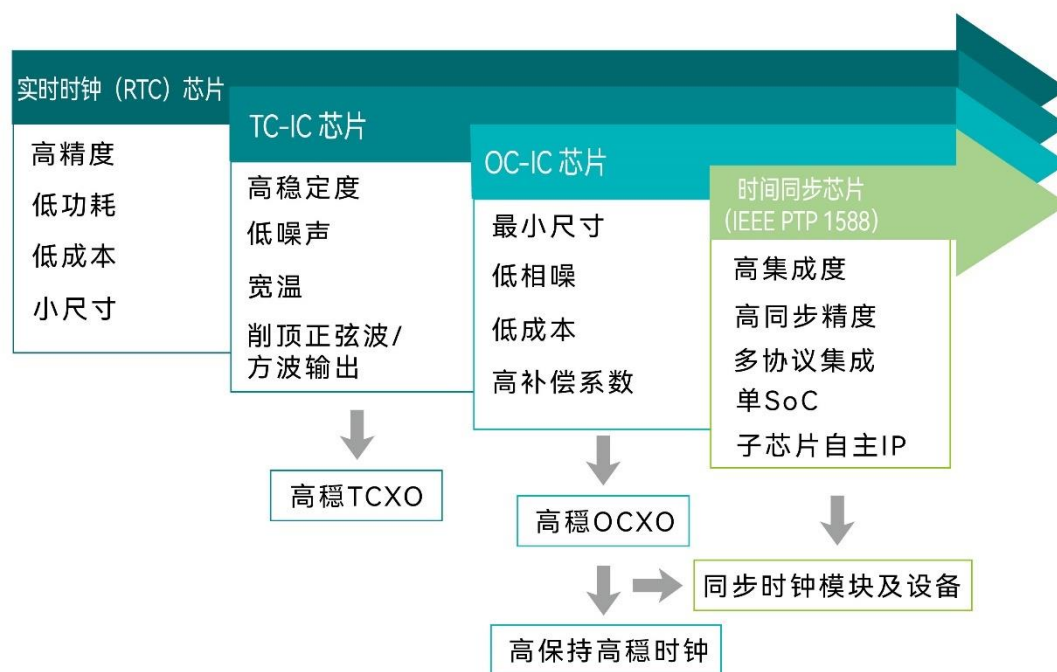 实时时钟（RTC）芯片
高精度
低功耗
低成本
小尺寸
TC-IC 芯片
高稳定度
低噪声
宽温
削顶正弦波/
方波输出
高穩TCXO
OC-IC 芯片
最小尺寸
低相噪
低成本
高补偿系数
高穩OCXO
高保持高穩时钟
时间同步芯片
（IEEE PTP 1588）
高集成度
高同步精度
多协议集成
单SoC
子芯片自主IP
同步时钟模块及设备